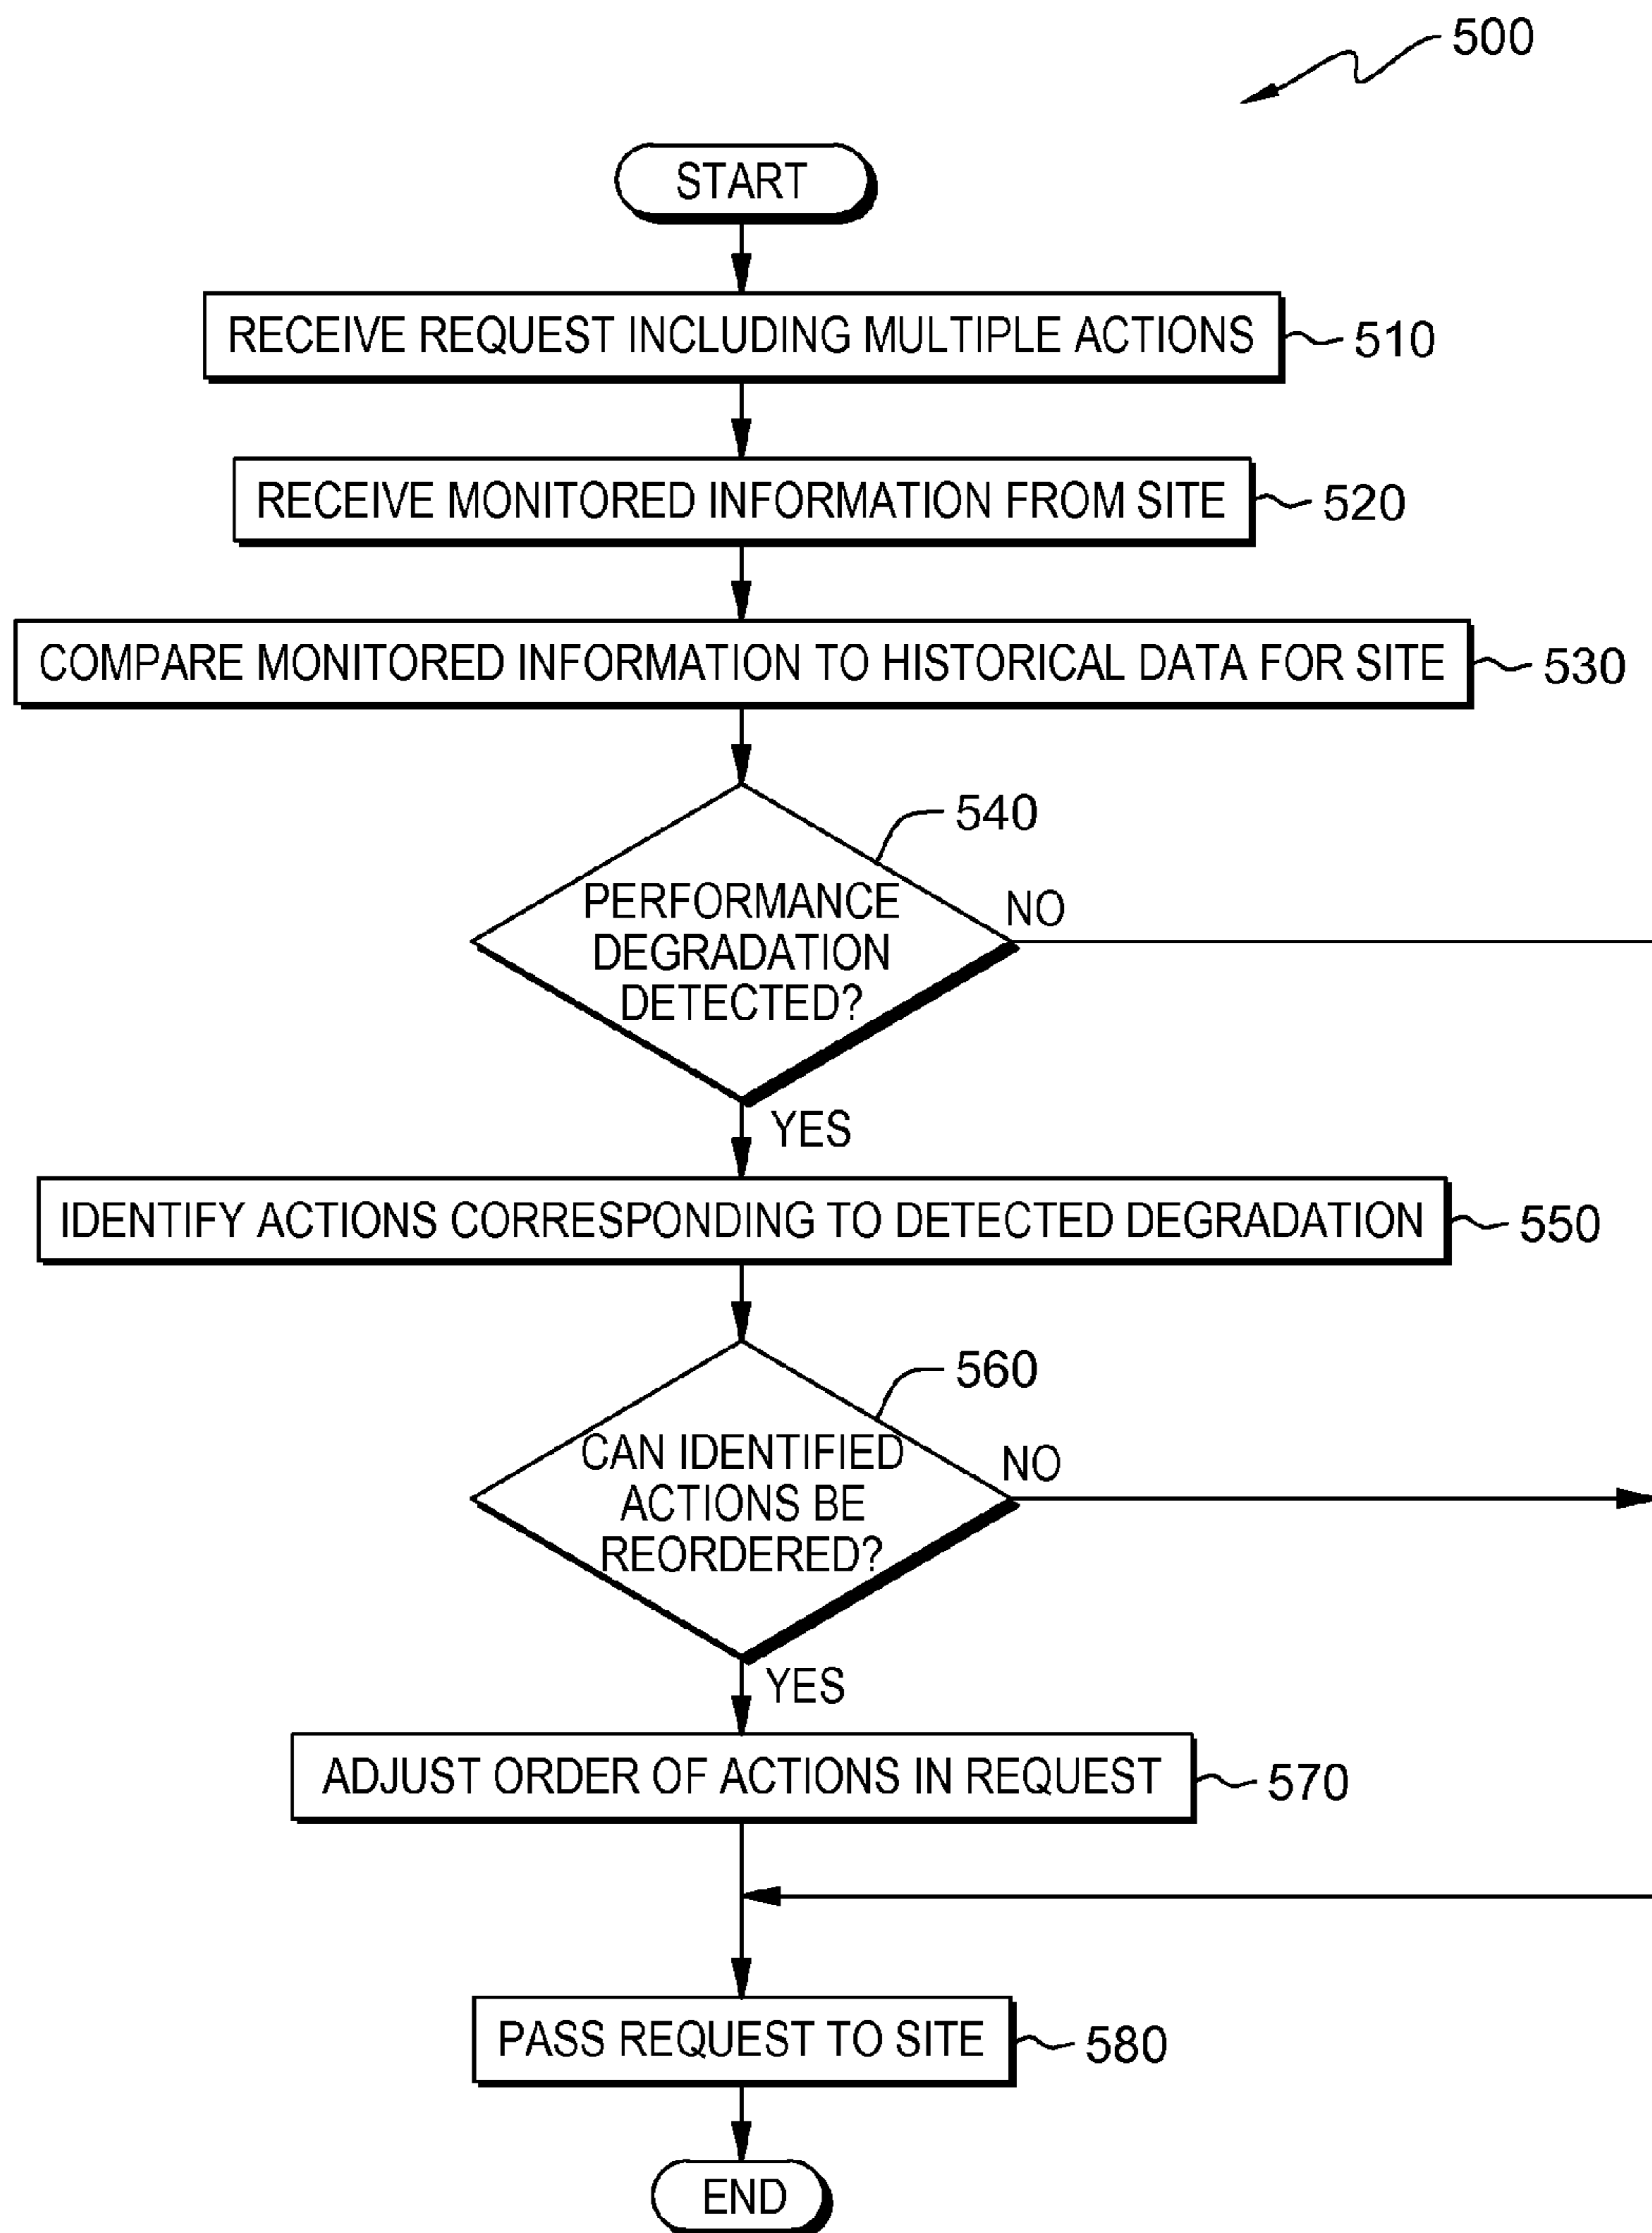 500
START
RECEIVE REQUEST INCLUDING MULTIPLE ACTIONS
510
RECEIVE MONITORED INFORMATION FROM SITE
520
COMPARE MONITORED INFORMATION TO HISTORICAL DATA FOR SITE
530
540
PERFORMANCE
DEGRADATION
DETECTED?
NO
YES
IDENTIFY ACTIONS CORRESPONDING TO DETECTED DEGRADATION
550
560
CAN IDENTIFIED
ACTIONS BE
REORDERED?
NO
YES
ADJUST ORDER OF ACTIONS IN REQUEST
570
PASS REQUEST TO SITE
580
END